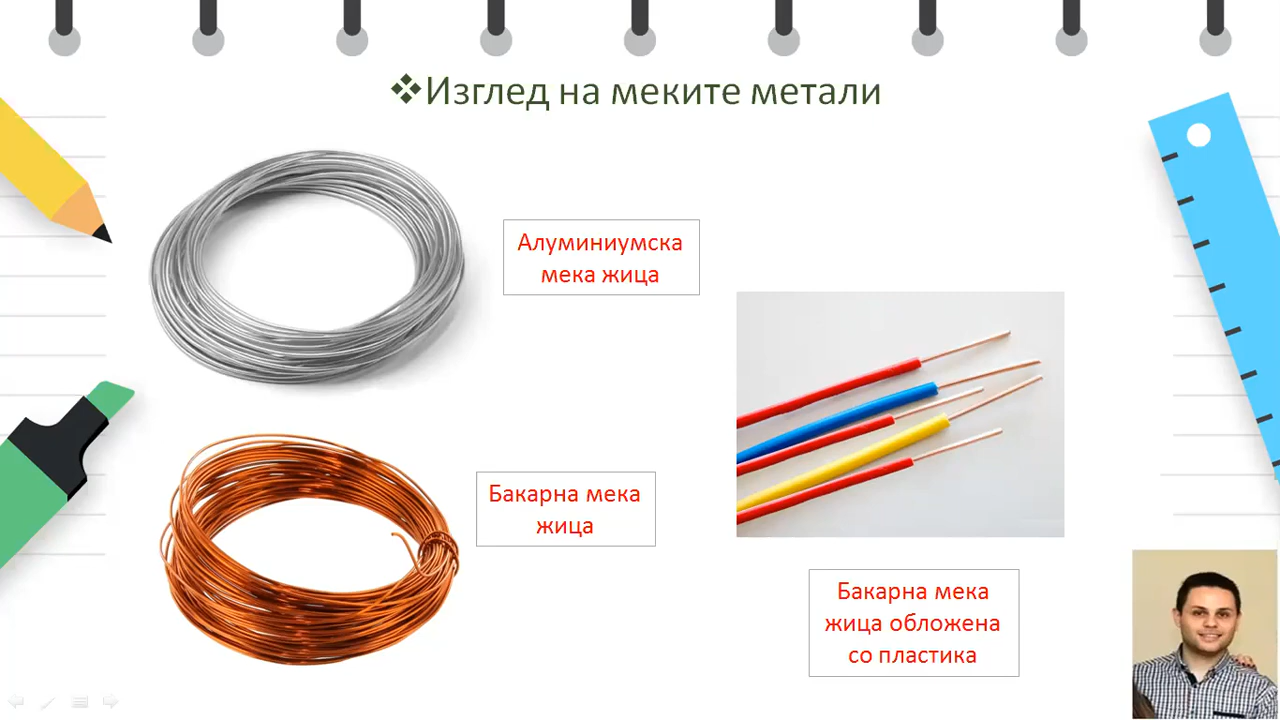 ❖Изглед на меките метали
Алуминиумска
мека жица
Бакарна мека
жица
Бакарна мека
жица обложена
со пластика